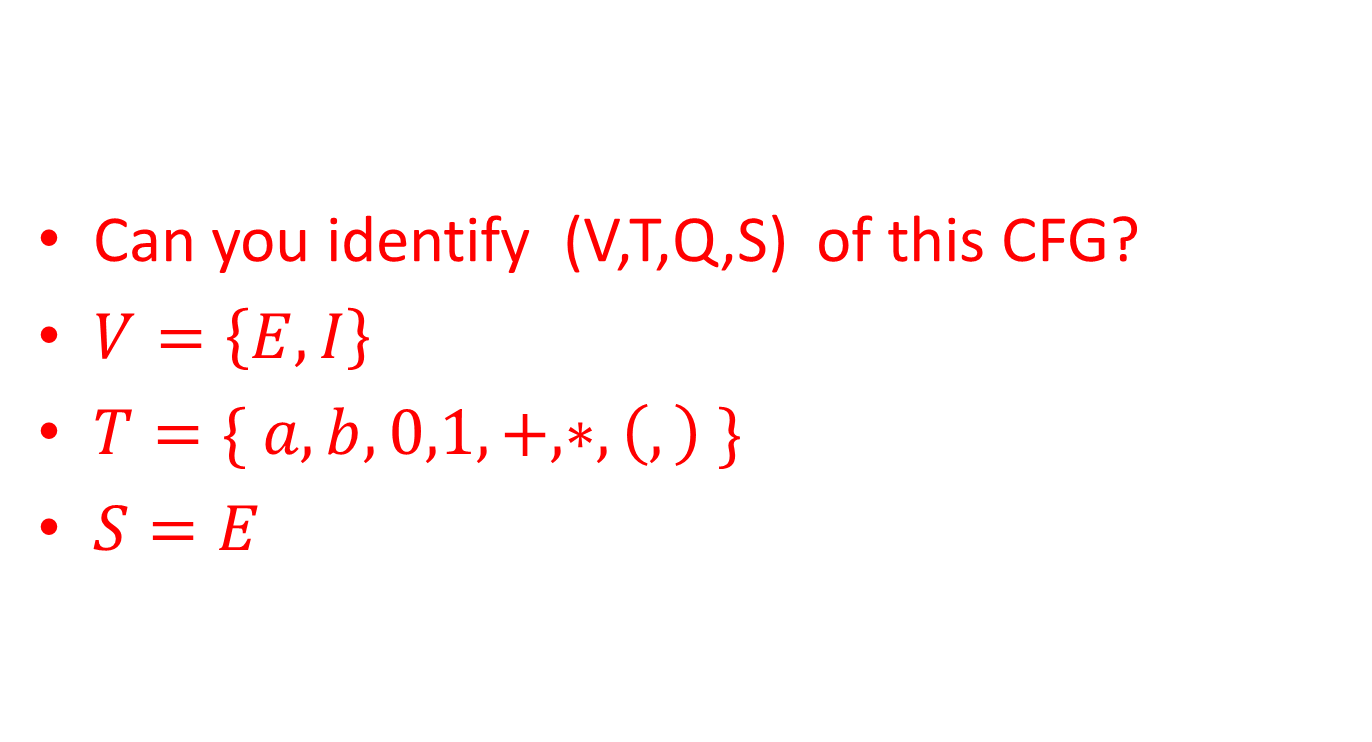 • Can you identify (V,T,Q,S) of this CFG?
• V = {E, I}
• T = { a, b, 0,1, +,∗, (, ) }
• S = E